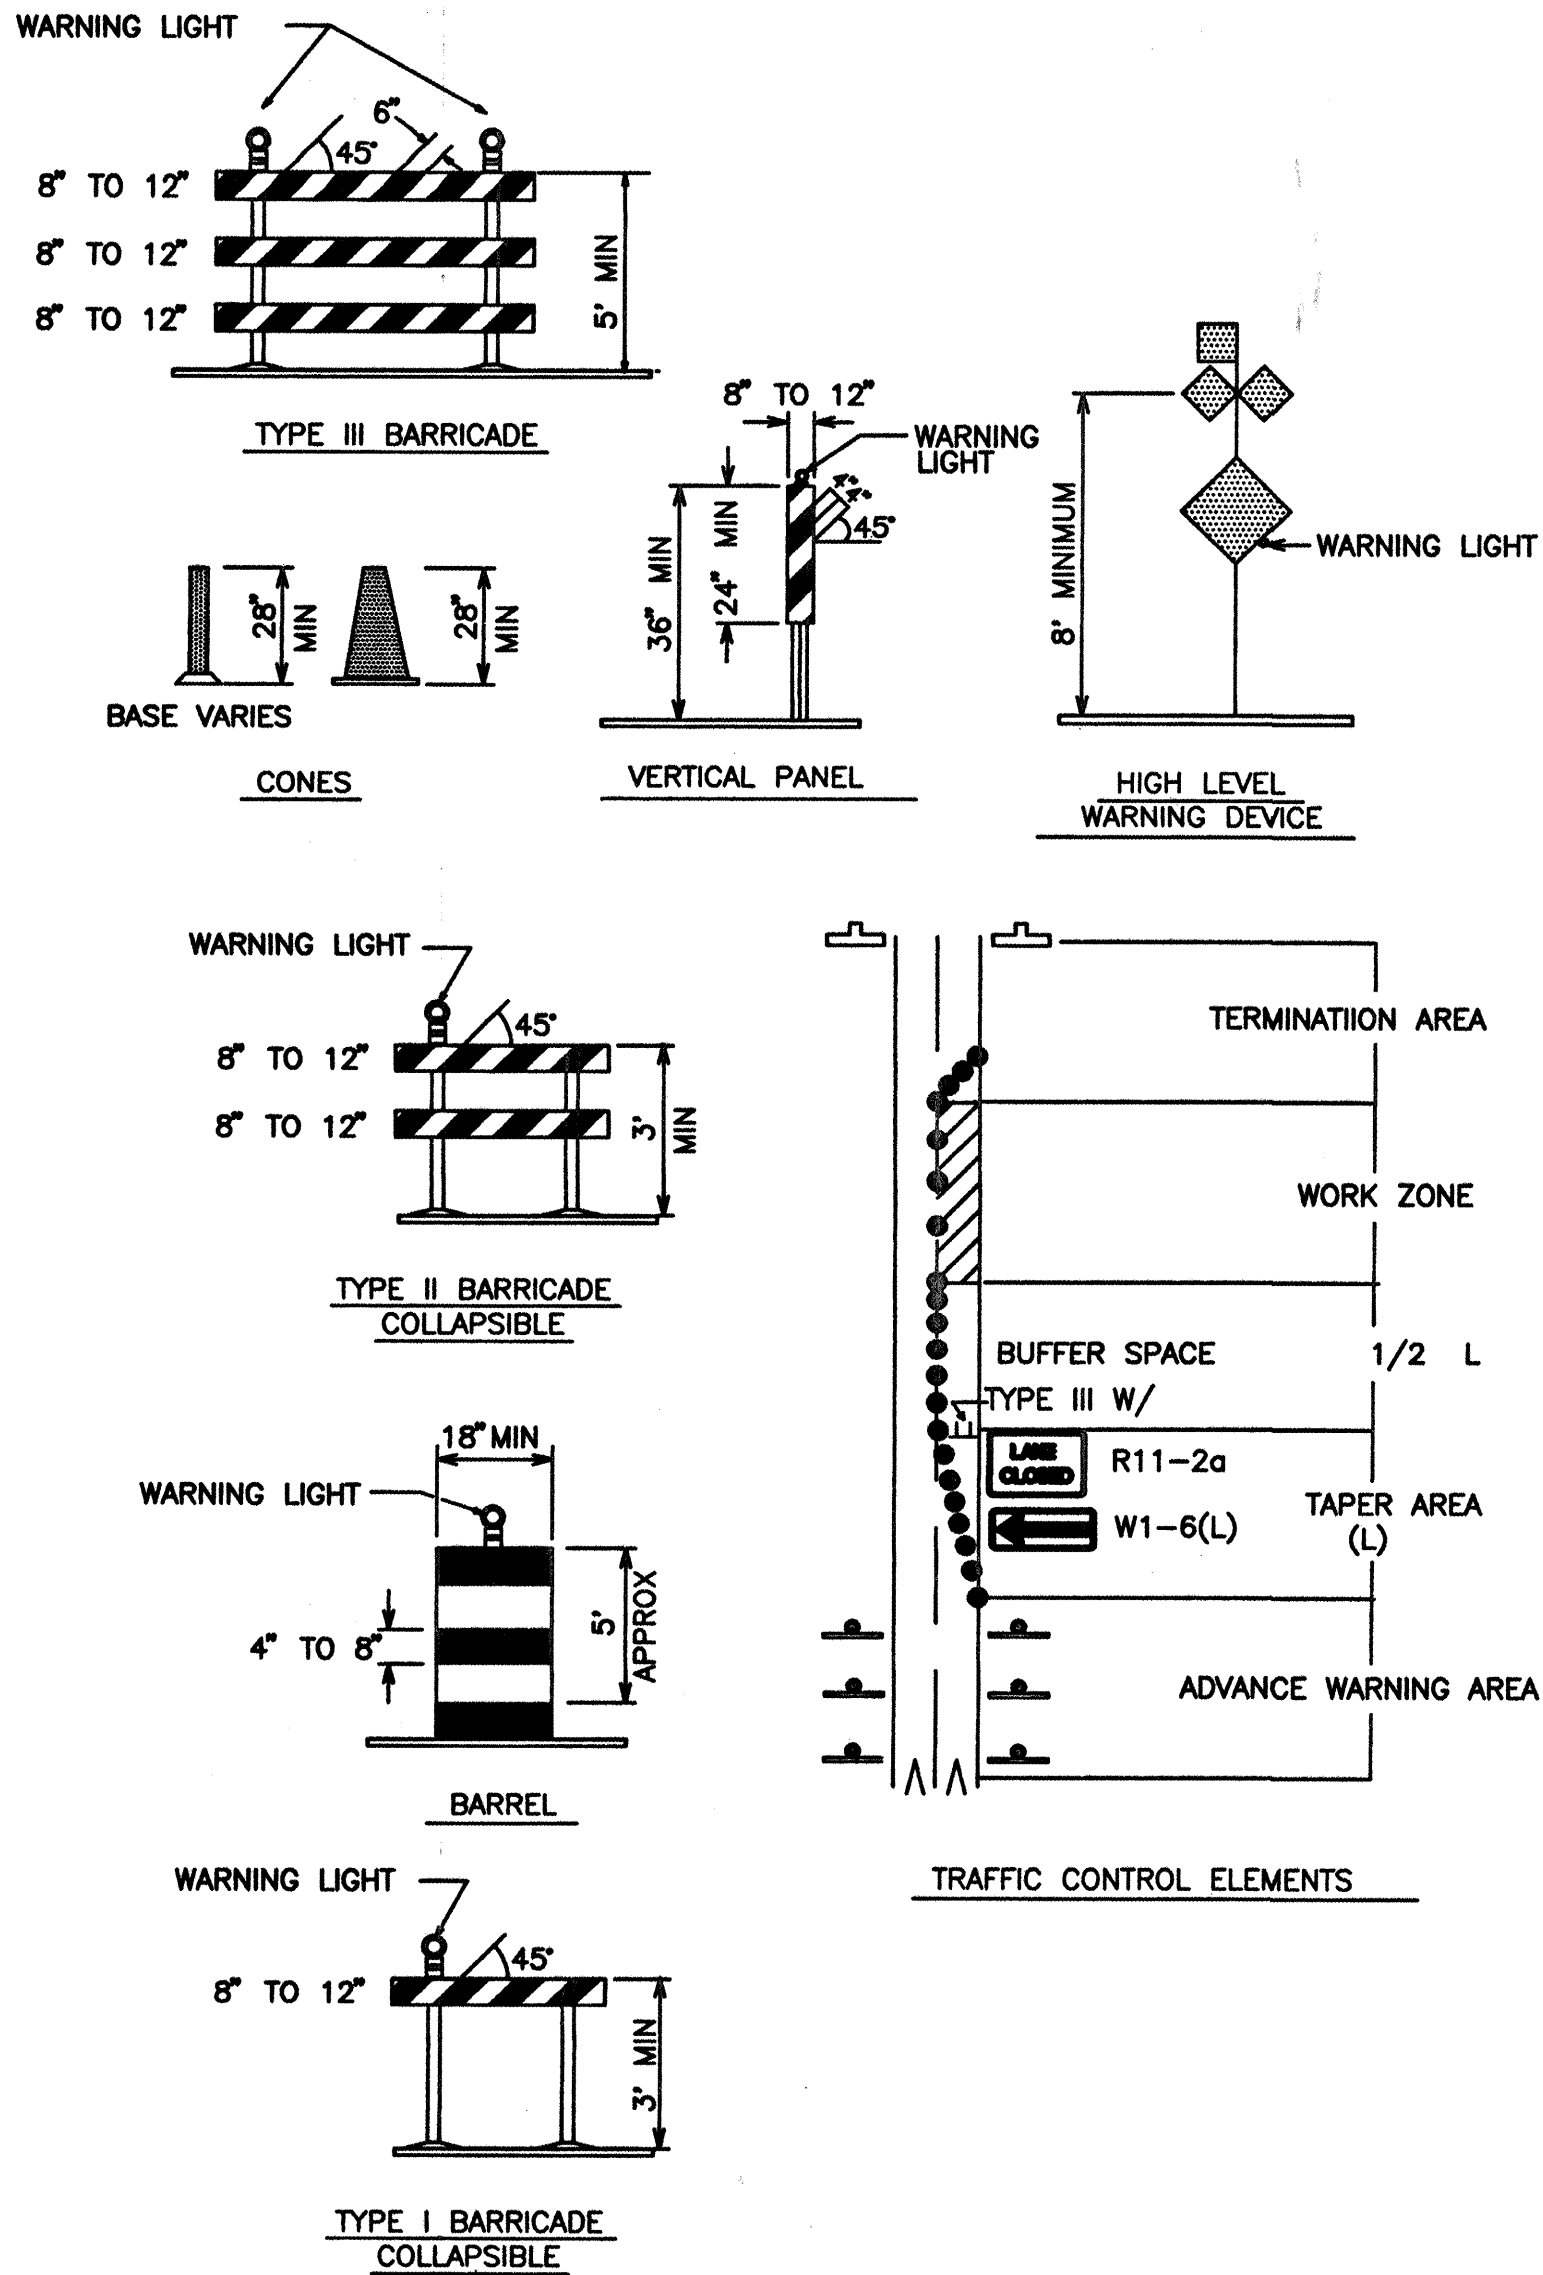 WARNING LIGHT
6"
45°
8" TO 12"
8" TO 12"
8" TO 12"
5' MIN
TYPE III BARRICADE
28" MIN
28" MIN
BASE VARIES
CONES
8" TO 12"
WARNING
LIGHT
4"
4"
45°
36" MIN
24" MIN
VERTICAL PANEL
8' MINIMUM
WARNING LIGHT
HIGH LEVEL
WARNING DEVICE
WARNING LIGHT
45°
8" TO 12"
8" TO 12"
3'
MIN
TYPE II BARRICADE
COLLAPSIBLE
18" MIN
WARNING LIGHT
4" TO 8"
5'
APPROX
BARREL
WARNING LIGHT
45°
8" TO 12"
3' MIN
TYPE I BARRICADE
COLLAPSIBLE
TERMINATIION AREA
WORK ZONE
BUFFER SPACE 1/2 L
TYPE III W/
LANE
CLOSED
R11-2a
W1-6(L)
TAPER AREA
(L)
ADVANCE WARNING AREA
TRAFFIC CONTROL ELEMENTS